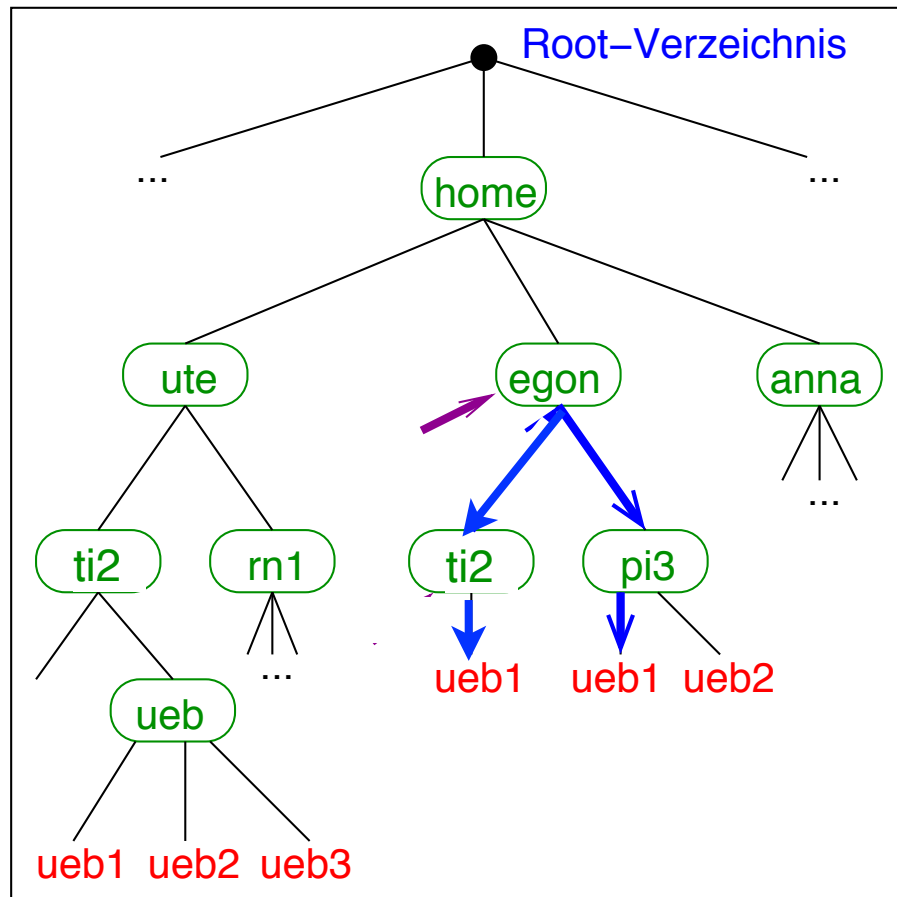 Root–Verzeichnis
... ...
home
ute egon anna
...
ti2 rn1 ti2 pi3
...
ueb1 ueb1 ueb2
ueb
ueb1 ueb2 ueb3